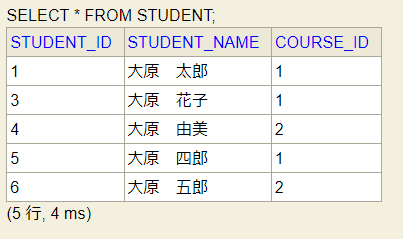 SELECT * FROM STUDENT;
STUDENT_ID STUDENT_NAME COURSE_ID
1 大原　太郎 1
3 大原　花子 1
4 大原　由美 2
5 大原　四郎 1
6 大原　五郎 2
(5 行, 4 ms)